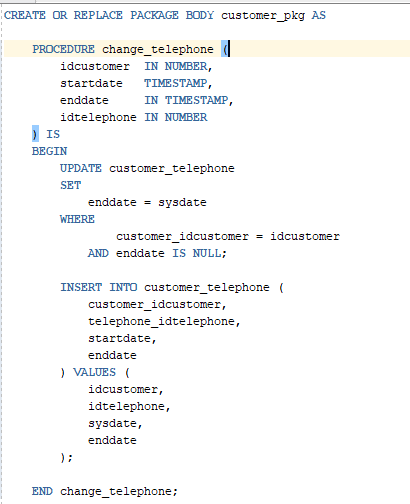 CREATE OR REPLACE PACKAGE BODY customer_pkg AS
PROCEDURE change_telephone (
idcustomer IN NUMBER,
startdate TIMESTAMP,
enddate IN TIMESTAMP,
idtelephone IN NUMBER
) IS
BEGIN
UPDATE customer_telephone
SET
enddate = sysdate
WHERE
customer_idcustomer = idcustomer
AND enddate IS NULL;
INSERT INTO customer_telephone (
customer_idcustomer,
telephone_idtelephone,
startdate,
enddate
) VALUES (
idcustomer,
idtelephone,
sysdate,
enddate
);
END change_telephone;